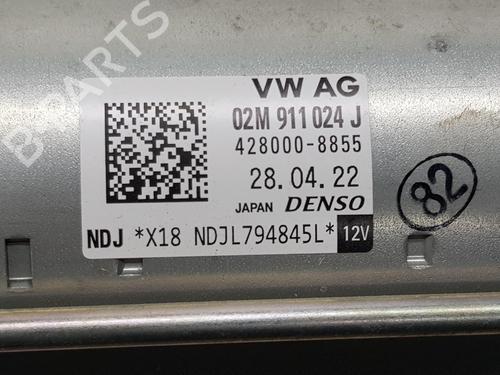 B-PARTS
VW AG
02M 911 024 J
428000-8855
28.04.22
JAPAN DENSO
NDJ *X18 NDJL794845L* 12V
82